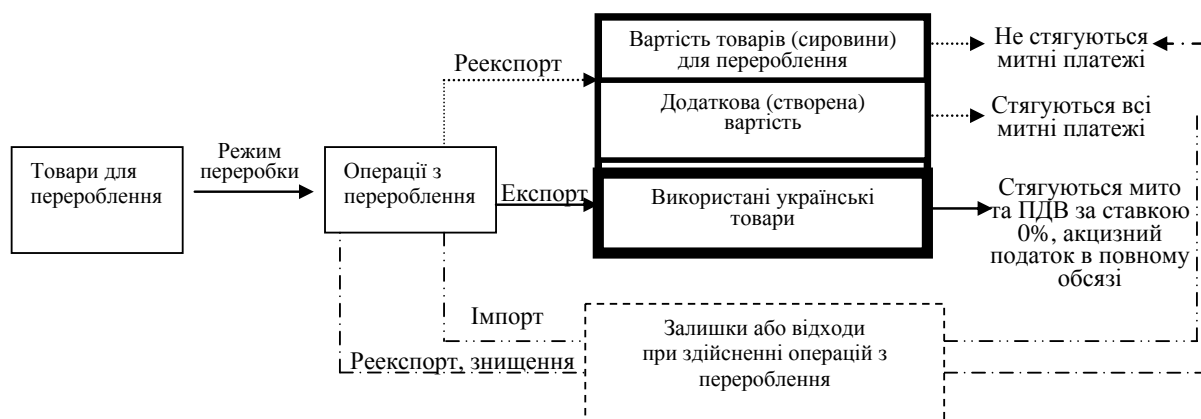 Вартість товарів (сировини)
для перероблення
Не стягуються
митні платежі
Реекспорт
Додаткова (створена)
вартість
Стягуються всі
митні платежі
Товари для
перероблення
Режим
переробки
Операції з
перероблення
Експорт
Використані українські
товари
Стягуються мито
та ПДВ за ставкою
0%, акцизний
податок в повному
обсязі
Імпорт
Реекспорт, знищення
Залишки або відходи
при здійсненні операцій з
перероблення